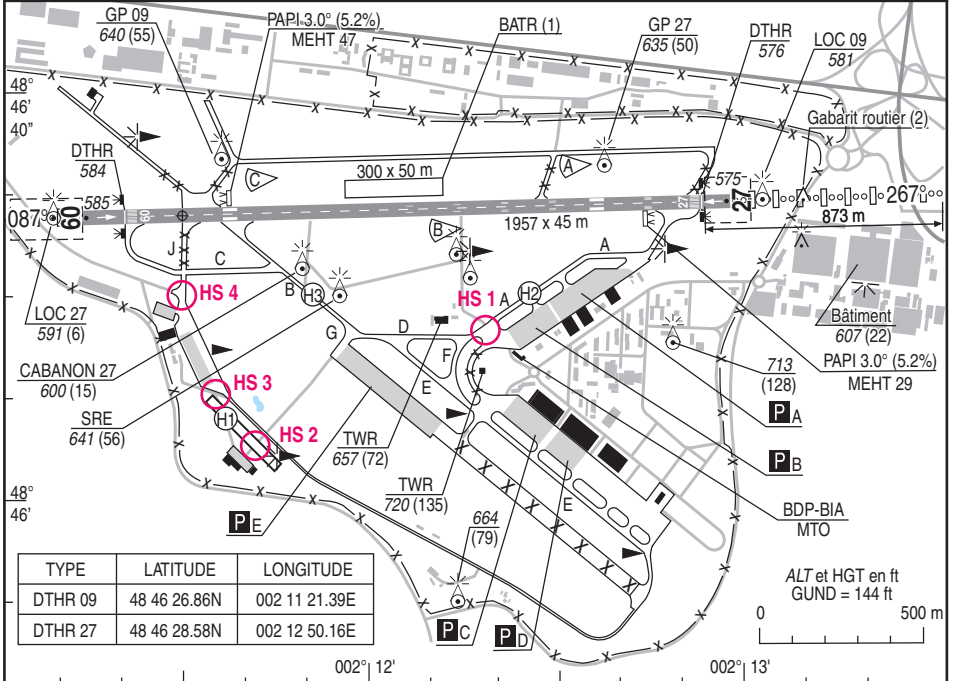 GP 09
640 (55)
PAPI 3.0° (5.2%)
MEHT 47
BATR (1)
GP 27
635 (50)
DTHR
576
LOC 09
581
48°
46'
40"
Gabarit routier (2)
DTHR
584
C
300 x 50 m
A
575
087°
09
585
60
1957 x 45 m
27
27
267°
873 m
J
C
B
A
HS 4
B
H3
HS 1
A
H2
LOC 27
591 (6)
G
D
F
E
Bâtiment
607 (22)
CABANON 27
600 (15)
HS 3
713
(128)
PAPI 3.0° (5.2%)
MEHT 29
SRE
641 (56)
H1
HS 2
TWR
657 (72)
P A
P B
48°
46'
P E
TWR
720 (135)
E
BDP-BIA
MTO
664
(79)
TYPE LATITUDE LONGITUDE
DTHR 09 48 46 26.86N 002 11 21.39E
DTHR 27 48 46 28.58N 002 12 50.16E
P C
P D
ALT et HGT en ft
GUND = 144 ft
0 500 m
002° 12'
002° 13'